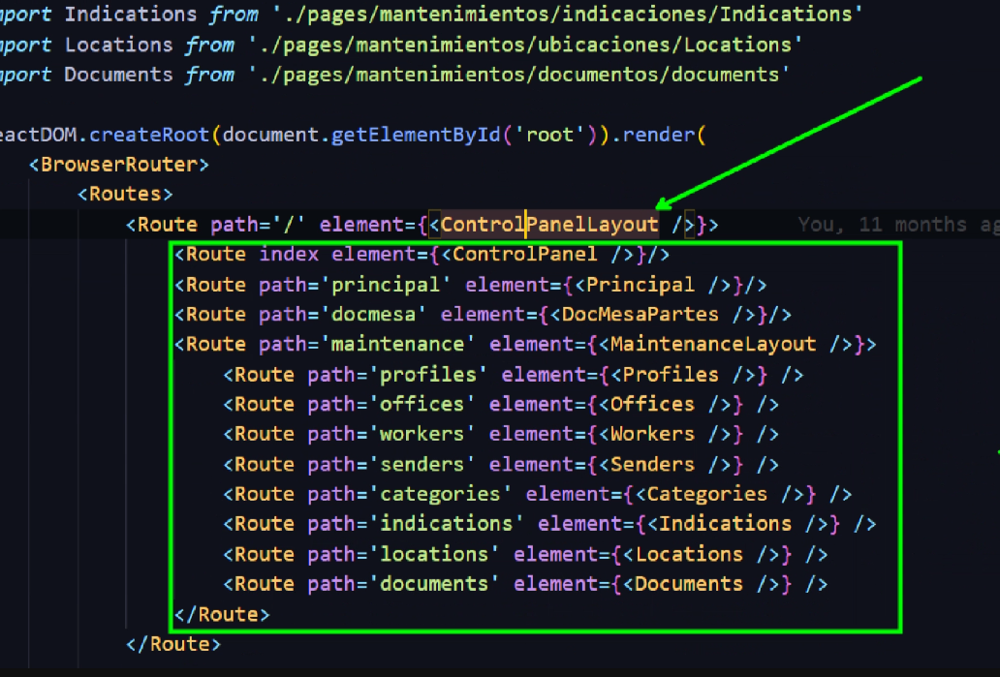 mport Indications from './pages/mantenimientos/indicaciones/Indications'
mport Locations from './pages/mantenimientos/ubicaciones/Locations'
mport Documents from './pages/mantenimientos/documentos/documents'
eactDOM.createRoot(document.getElementById('root')).render(
<BrowserRouter>
<Routes>
<Route path='/' element={<ControlPanelLayout />}> You, 11 months ag
<Route index element={<ControlPanel />}/>
<Route path='principal' element={<Principal />}/>
<Route path='docmesa' element={<DocMesaPartes />}/>
<Route path='maintenance' element={<MaintenanceLayout />}>
<Route path='profiles' element={<Profiles />} />
<Route path='offices' element={<Offices />} />
<Route path='workers' element={<Workers />} />
<Route path='senders' element={<Senders />} />
<Route path='categories' element={<Categories />} />
<Route path='indications' element={<Indications />} />
<Route path='locations' element={<Locations />} />
<Route path='documents' element={<Documents />} />
</Route>
</Route>